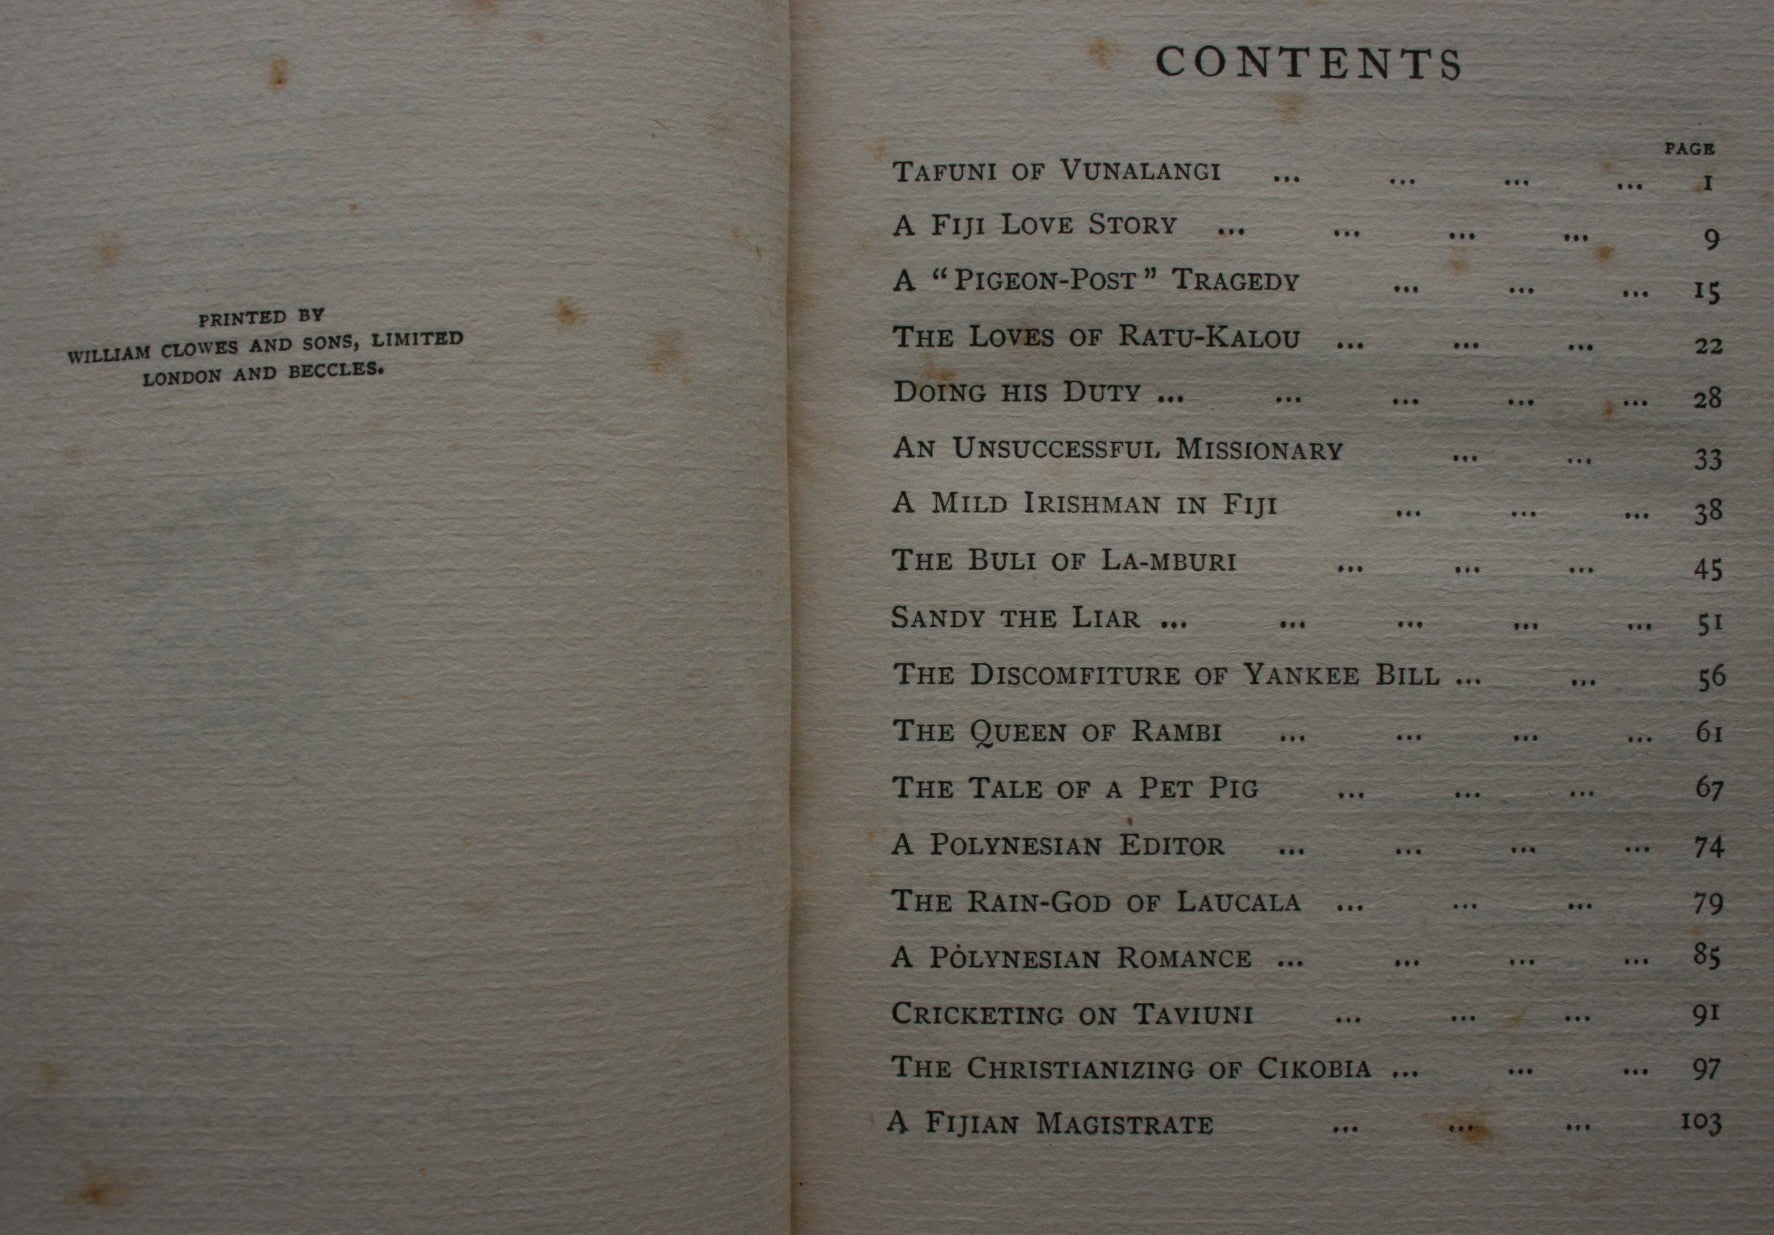 PRINTED BY
WILLIAM CLOWES AND SONS, LIMITED
LONDON AND BECCLES.
CONTENTS
PAGE
TAFUNI OF VUNALANGI ... ... ... ... 1
A FIJI LOVE STORY ... ... ... ... 9
A "PIGEON-POST" TRAGEDY ... ... ... 15
THE LOVES OF RATU-KALOU ... ... ... 22
DOING HIS DUTY ... ... ... ... ... 28
AN UNSUCCESSFUL MISSIONARY ... ... 33
A MILD IRISHMAN IN FIJI ... ... ... 38
THE BULI OF LA-MBURI ... ... ... 45
SANDY THE LIAR ... ... ... ... ... 51
THE DISCOMFITURE OF YANKEE BILL ... ... 56
THE QUEEN OF RAMBI ... ... ... ... 61
THE TALE OF A PET PIG ... ... ... 67
A POLYNESIAN EDITOR ... ... ... ... 74
THE RAIN-GOD OF LAUCALA ... ... ... 79
A POLYNESIAN ROMANCE ... ... ... ... 85
CRICKETING ON TAVIUNI ... ... ... 91
THE CHRISTIANIZING OF CIKOBIA ... ... ... 97
A FIJIAN MAGISTRATE ... ... ... 103